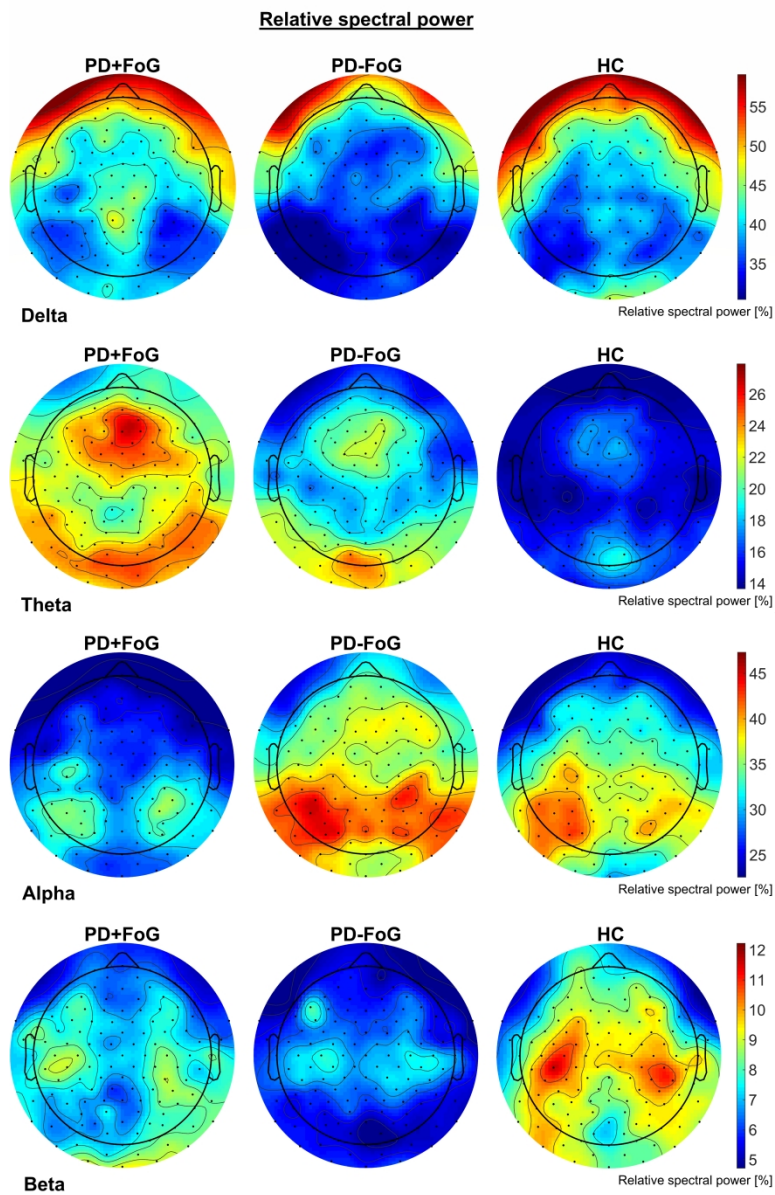 Relative spectral power
PD+FoG PD-FoG HC
55
50
45
40
35
Delta
Relative spectral power [%]
PD+FoG PD-FoG HC
26
24
22
20
18
16
14
Theta
Relative spectral power [%]
PD+FoG PD-FoG HC
45
40
35
30
25
Alpha
Relative spectral power [%]
PD+FoG PD-FoG HC
12
11
10
9
8
7
6
5
Beta
Relative spectral power [%]